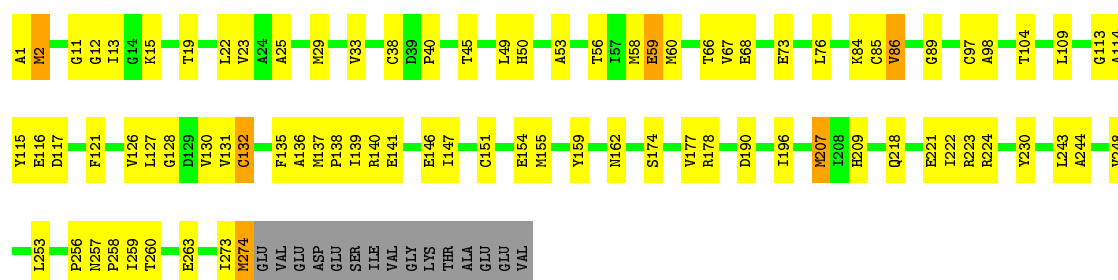 A1 M2 G11 G12 I13 G14 K15 T19 L22 V23 A24 A25 M29 V33 C38 D39 P40 T45 L49 H50 A53 T56 I57 M58 E59 M60 T66 V67 E68 E73 L76 K84 C85 V86 G89 C97 A98 T104 L109 G113 A114
Y115 E116 D117 F121 V126 L127 G128 D129 V130 V131 C132 F135 A136 M137 P138 I139 R140 E141 E146 I147 C151 E154 M155 Y159 N162 S174 V177 R178 D190 I196 M207 I208 H209 Q218 E221 I222 R223 R224 Y230 L243 A244 V248
L253 P256 N257 P258 I259 T260 E263 I273 M274 GLU VAL GLU ASP GLU SER ILE VAL GLY LYS THR ALA GLU GLU VAL